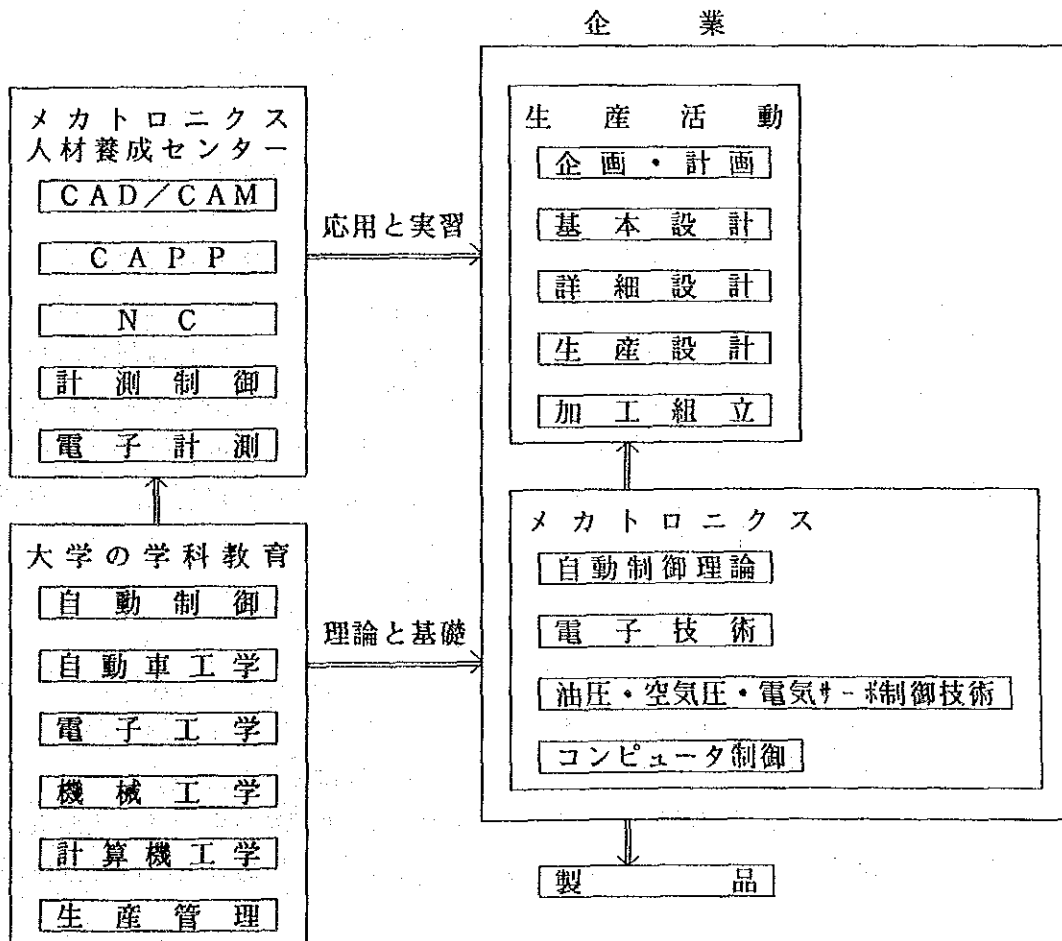 企業
メカトロニクス
人材養成センター
CAD/CAM
CAPP
NC
計測制御
電子計測
応用と実習
生産活動
企画・計画
基本設計
詳細設計
生産設計
加工組立
大学の学科教育
自動制御
自動車工学
電子工学
機械工学
計算機工学
生産管理
理論と基礎
メカトロニクス
自動制御理論
電子技術
油圧・空気圧・電気サーボ制御技術
コンピュータ制御
製品